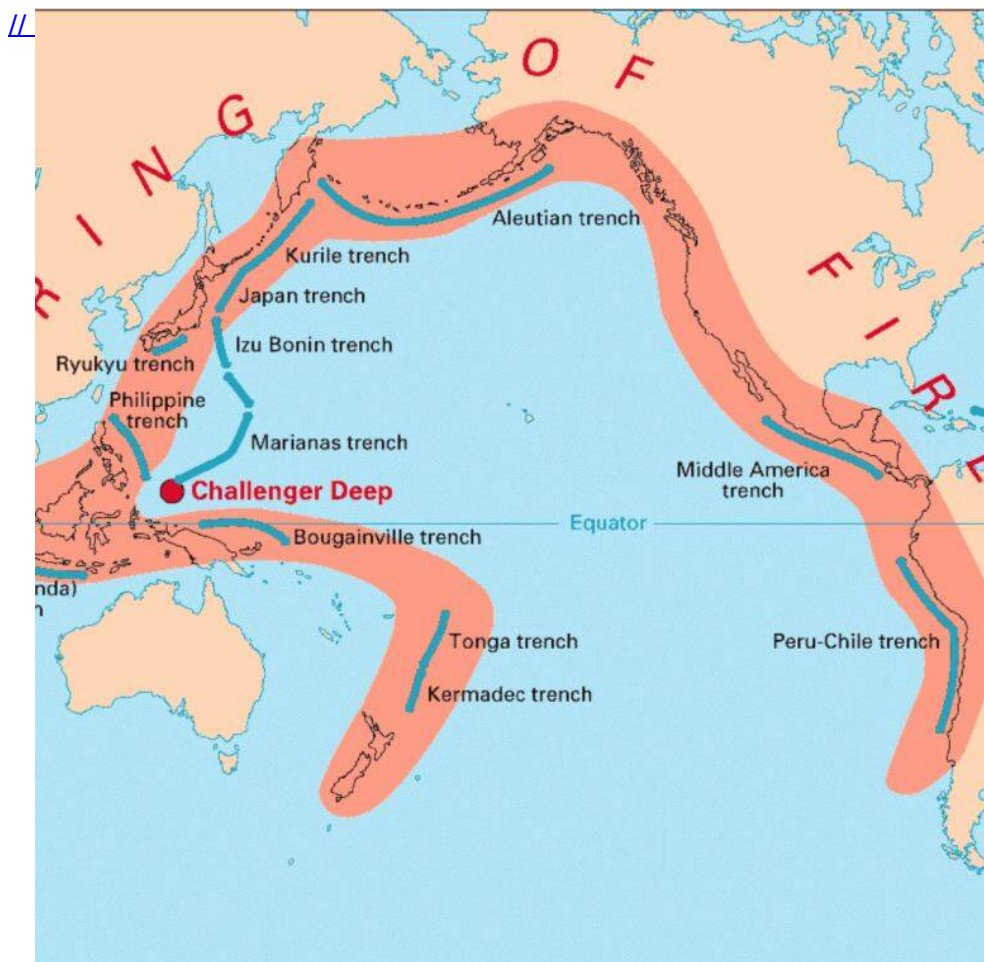 //
RING OF FIRE
Aleutian trench
Kurile trench
Japan trench
Izu Bonin trench
Ryukyu trench
Philippine
trench
Marianas trench
Challenger Deep
Middle America
trench
Equator
Bougainville trench
nda)
Tonga trench
Peru-Chile trench
Kermadec trench